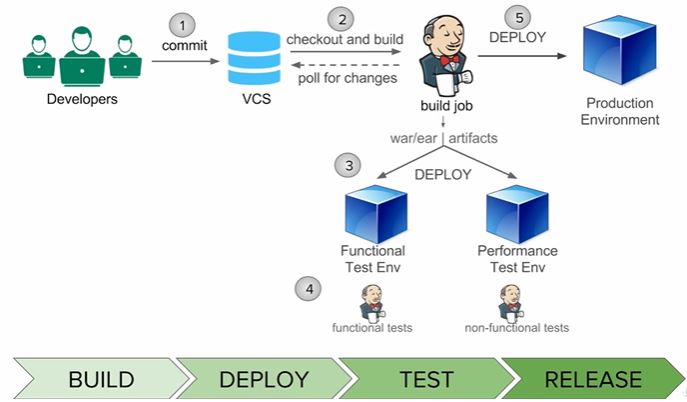 1
commit
Developers
VCS
2
checkout and build
poll for changes
build job
5
DEPLOY
Production
Environment
war/ear | artifacts
3
DEPLOY
Functional
Test Env
Performance
Test Env
4
functional tests
non-functional tests
BUILD
DEPLOY
TEST
RELEASE